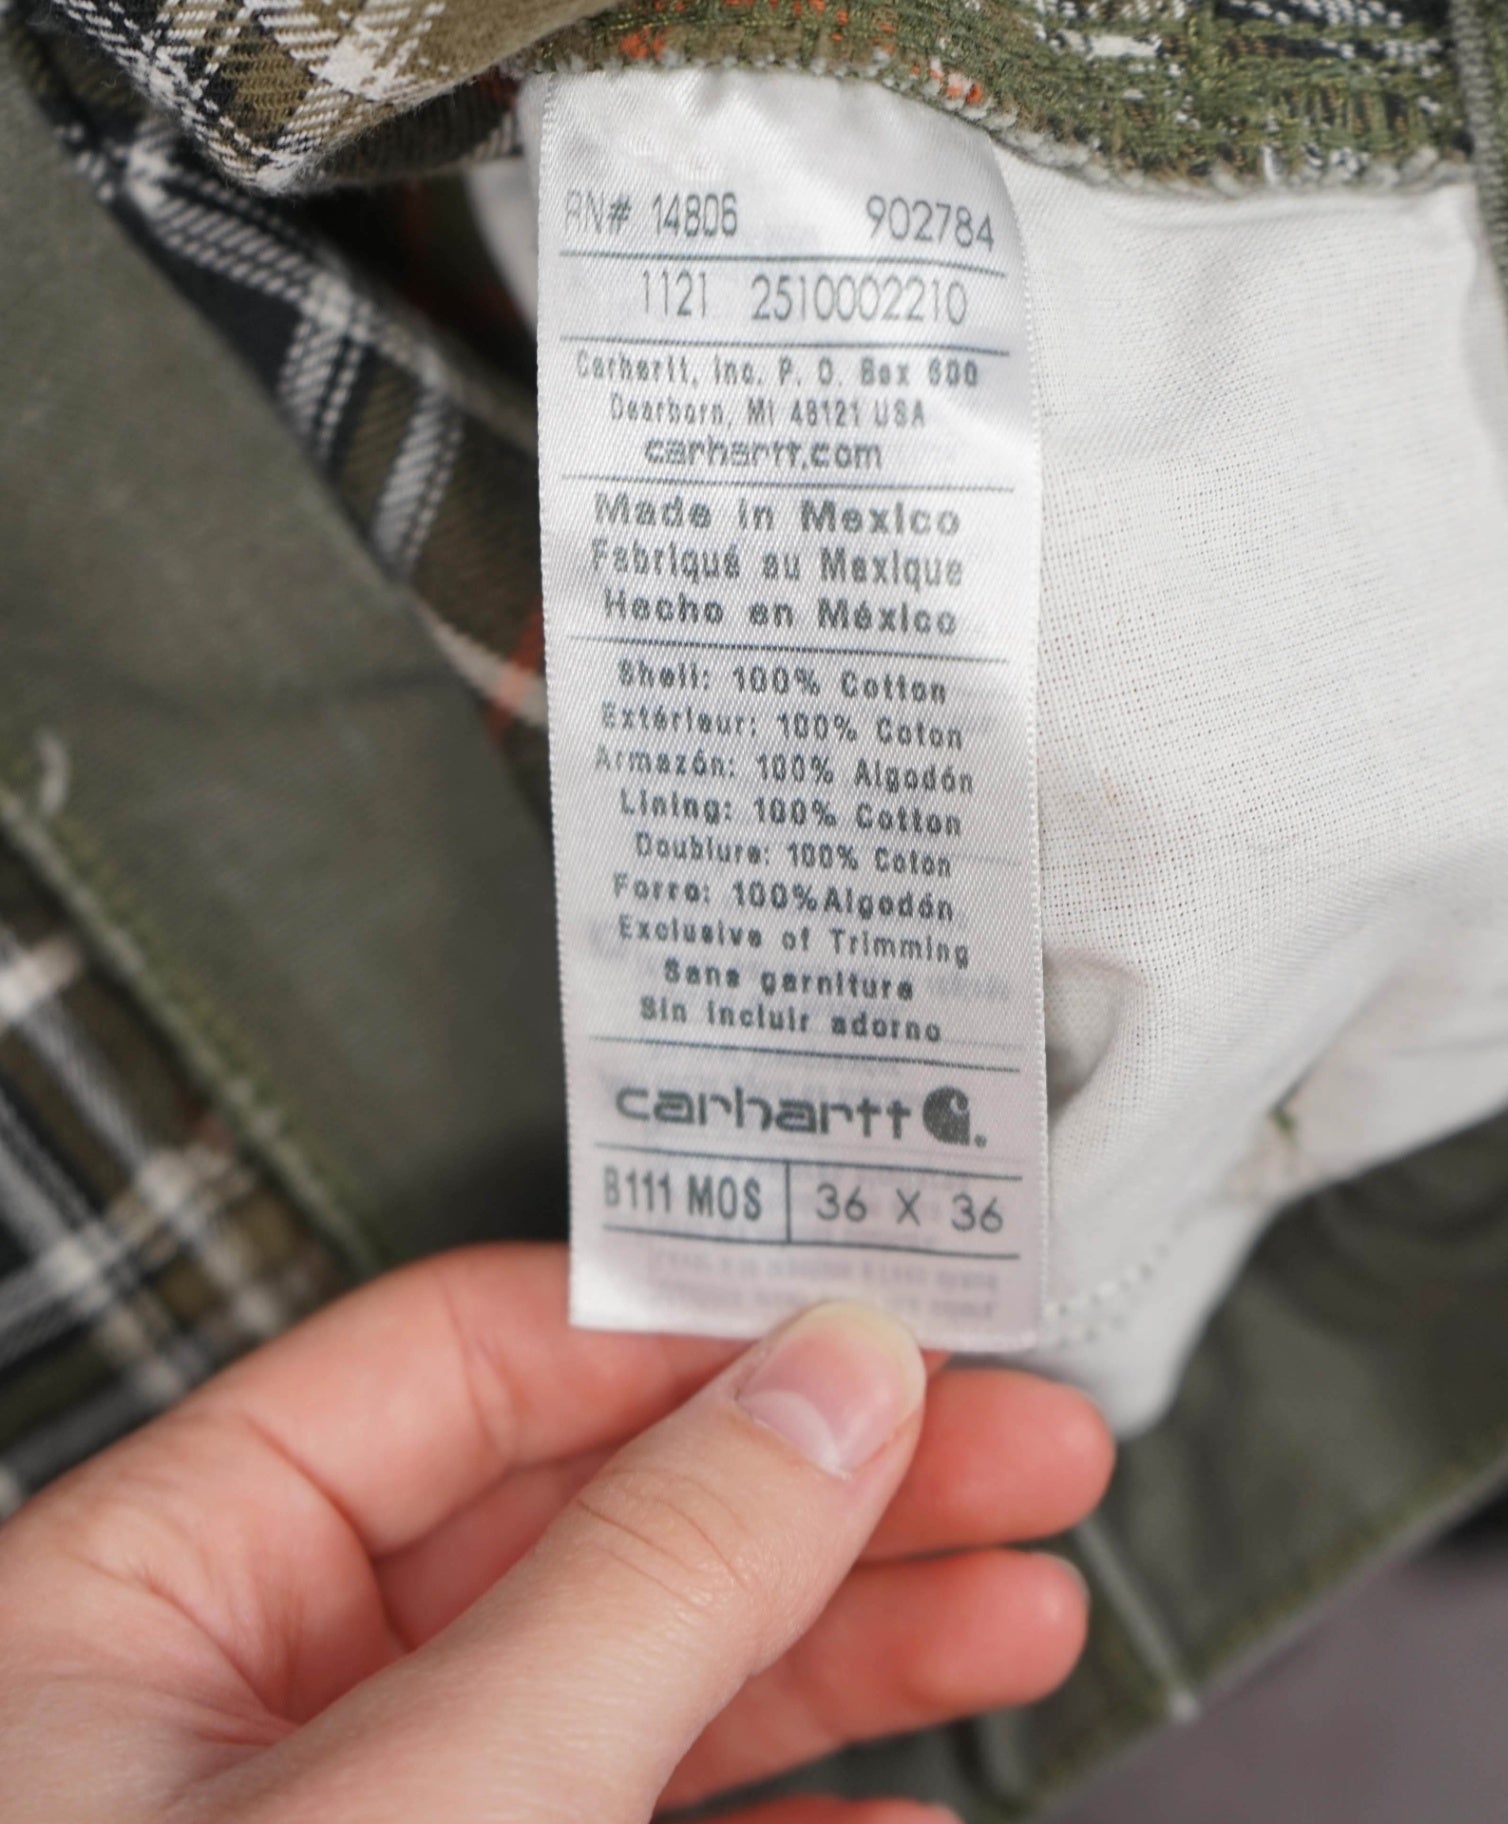 RN# 14806 902784
1121 2510002210
Carhartt, Inc. P. O. Box 600
Dearborn, MI 48121 USA
carhartt.com
Made in Mexico
Fabriqué au Mexique
Hecho en México
Shell: 100% Cotton
Extérieur: 100% Coton
Armazón: 100% Algodón
Lining: 100% Cotton
Doublure: 100% Coton
Forro: 100%Algodón
Exclusive of Trimming
Sans garniture
Sin incluir adorno
carhartt
B111 MOS 36 X 36